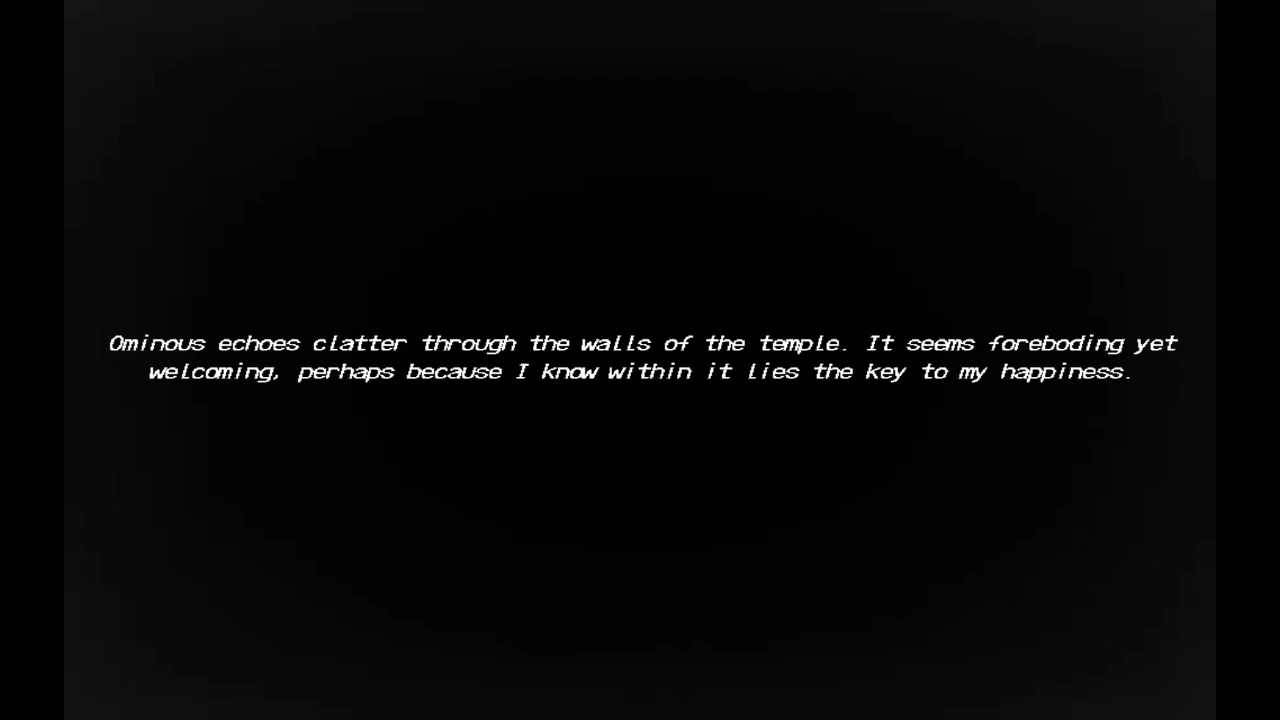 Ominous echoes clatter through the walls of the temple. It seems foreboding yet
welcoming, perhaps because I know within it lies the key to my happiness.